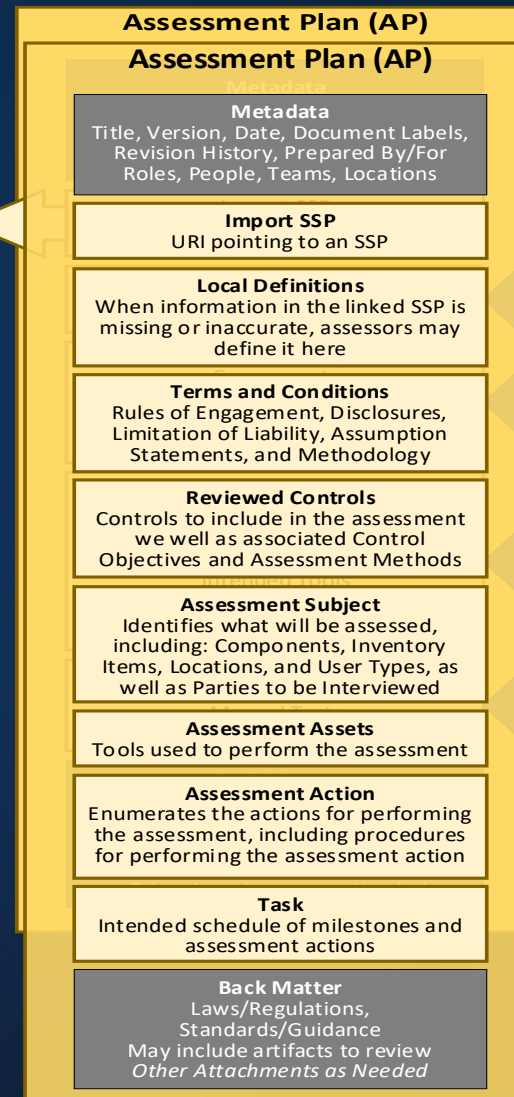 Assessment Plan (AP)
Assessment Plan (AP)
Metadata
Metadata
Title, Version, Date, Document Labels,
Revision History, Prepared By/For
Roles, People, Teams, Locations
Import SSP
URI pointing to an SSP
Local Definitions
When information in the linked SSP is
missing or inaccurate, assessors may
define it here
Terms and Conditions
Rules of Engagement, Disclosures,
Limitation of Liability, Assumption
Statements, and Methodology
Reviewed Controls
Controls to include in the assessment
we well as associated Control
Objectives and Assessment Methods
Intended Tools
Assessment Subject
Identifies what will be assessed,
including: Components, Inventory
Items, Locations, and User Types, as
well as Parties to be Interviewed
Assessment Assets
Tools used to perform the assessment
Assessment Action
Enumerates the actions for performing
the assessment, including procedures
for performing the assessment action
Task
Intended schedule of milestones and
assessment actions
Back Matter
Laws/Regulations,
Standards/Guidance
May include artifacts to review
Other Attachments as Needed